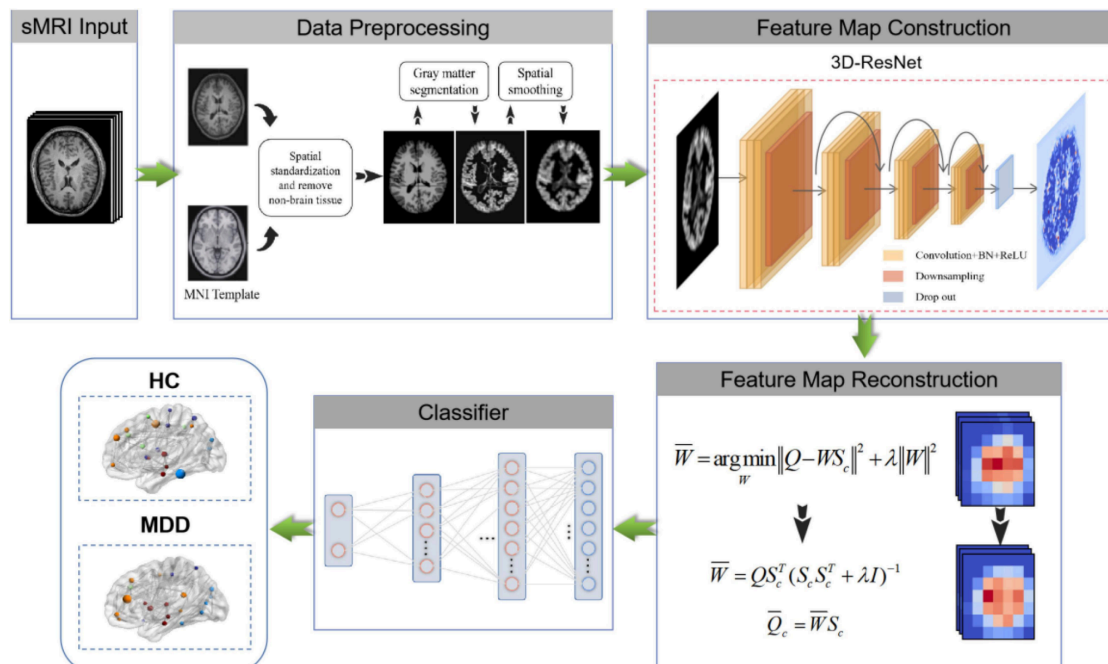 sMRI Input
Data Preprocessing
Gray matter
segmentation
Spatial
smoothing
Spatial
standardization
and remove
non-brain tissue
MNI Template
Feature Map Construction
3D-ResNet
Convolution+BN+ReLU
Downsampling
Drop out
HC
MDD
Classifier
Feature Map Reconstruction
W̅ = arg min ‖Q−WS_c‖² + λ‖W‖²
W
W̅ = QS_c^T (S_c S_c^T + λI)^{-1}
Q̅_c = W̅S_c